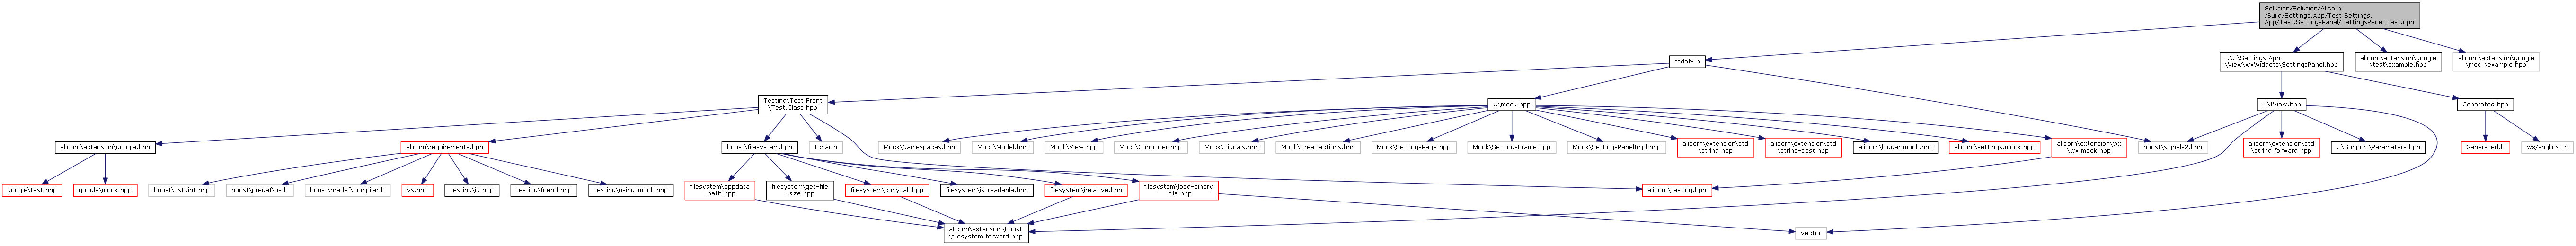 Solution/Solution/Alicorn
/Build/Settings.App/Test.Settings.
App/Test.SettingsPanel/SettingsPanel_test.cpp
stdafx.h
..\..\Settings.App
\View\wxWidgets\SettingsPanel.hpp
alicorn\extension\google
\test\example.hpp
alicorn\extension\google
\mock\example.hpp
Testing\Test.Front
\Test.Class.hpp
..\mock.hpp
..\IView.hpp
Generated.hpp
alicorn\extension\google.hpp
alicorn\requirements.hpp
boost\filesystem.hpp
tchar.h
Mock\Namespaces.hpp
Mock\Model.hpp
Mock\View.hpp
Mock\Controller.hpp
Mock\Signals.hpp
Mock\TreeSections.hpp
Mock\SettingsPage.hpp
Mock\SettingsFrame.hpp
Mock\SettingsPanelImpl.hpp
alicorn\extension\std
\string.hpp
alicorn\extension\std
\string-cast.hpp
alicorn\logger.mock.hpp
alicorn\settings.mock.hpp
alicorn\extension\wx
\wx.mock.hpp
boost\signals2.hpp
alicorn\extension\std
\string.forward.hpp
..\Support\Parameters.hpp
Generated.h
wx/snglinst.h
google\test.hpp
google\mock.hpp
boost\cstdint.hpp
boost\predef\os.h
boost\predef\compiler.h
vs.hpp
testing\d.hpp
testing\friend.hpp
testing\using-mock.hpp
filesystem\appdata
-path.hpp
filesystem\get-file
-size.hpp
filesystem\copy-all.hpp
filesystem\is-readable.hpp
filesystem\relative.hpp
filesystem\load-binary
-file.hpp
alicorn\testing.hpp
alicorn\extension\boost
\filesystem.forward.hpp
vector